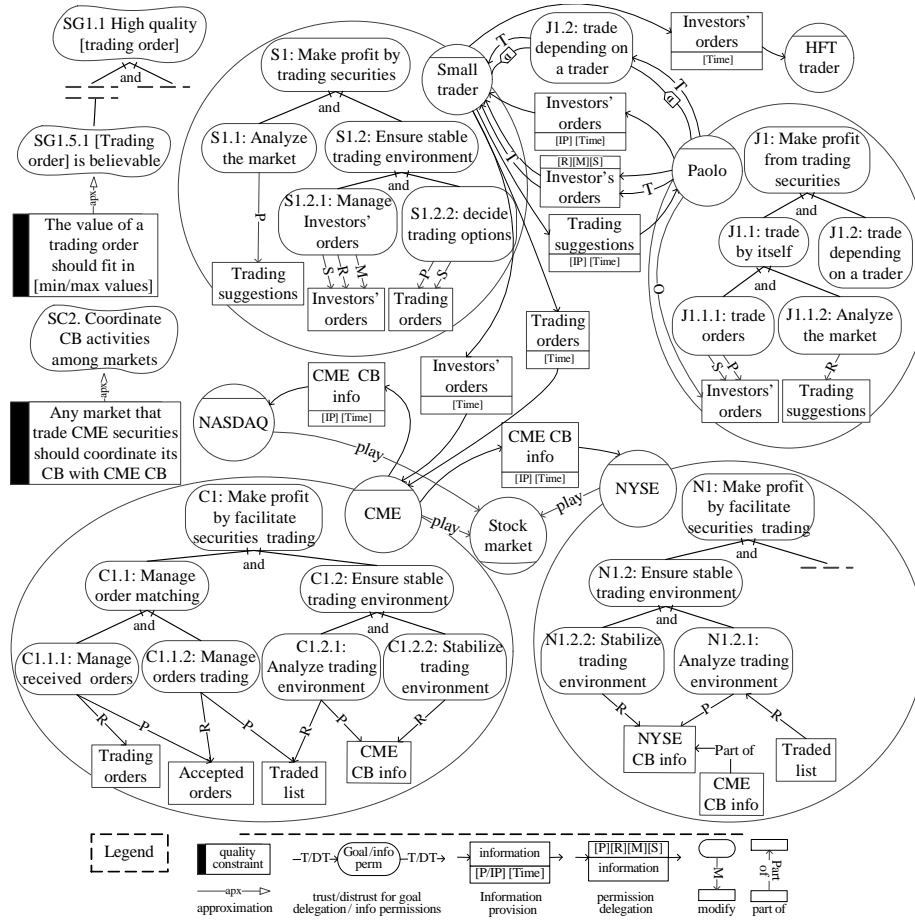 SG1.1 High quality
[trading order]
and
SG1.5.1 [Trading
order] is believable
apx
The value of a
trading order
should fit in
[min/max values]
SC2. Coordinate
CB activities
among markets
apx
Any market that
trade CME securities
should coordinate its
CB with CME CB
S1: Make profit by
trading securities
and
S1.1: Analyze
the market
S1.2: Ensure stable
trading environment
and
S1.2.1: Manage
Investors'
orders
S1.2.2: decide
trading options
P
S
R
M
P
S
Trading
suggestions
Investors'
orders
Trading
orders
Small
trader
J1.2: trade
depending on
a trader
T
@
T
@
Investors'
orders
[Time]
HFT
trader
Investors'
orders
[IP] [Time]
[R][M][S]
Investor's
orders
T
T
Trading
suggestions
[IP] [Time]
Paolo
O
J1: Make profit
from trading
securities
and
J1.1: trade
by itself
J1.2: trade
depending
on a trader
and
J1.1.1: trade
orders
J1.1.2: Analyze
the market
S
P
R
Investors'
orders
Trading
suggestions
Trading
orders
[Time]
Investors'
orders
[Time]
CME CB
info
[IP] [Time]
NASDAQ
play
CME CB
info
[IP] [Time]
NYSE
play
CME
play
Stock
market
C1: Make profit
by facilitate
securities trading
and
C1.1: Manage
order matching
C1.2: Ensure stable
trading environment
and
and
C1.1.1: Manage
received orders
C1.1.2: Manage
orders trading
C1.2.1:
Analyze trading
environment
C1.2.2: Stabilize
trading
environment
R
P
R
P
R
P
R
Trading
orders
Accepted
orders
Traded
list
CME
CB info
N1: Make profit
by facilitate
securities trading
and
N1.2: Ensure stable
trading environment
and
N1.2.2: Stabilize
trading
environment
N1.2.1:
Analyze trading
environment
R
P
R
NYSE
CB info
Part of
CME
CB info
Traded
list
Legend
quality
constraint
apx
approximation
T/DT
Goal/info
perm
T/DT
trust/distrust for goal
delegation/ info permissions
information
[P/IP] [Time]
Information
provision
[P][R][M][S]
information
permission
delegation
M
modify
Part
of
part of